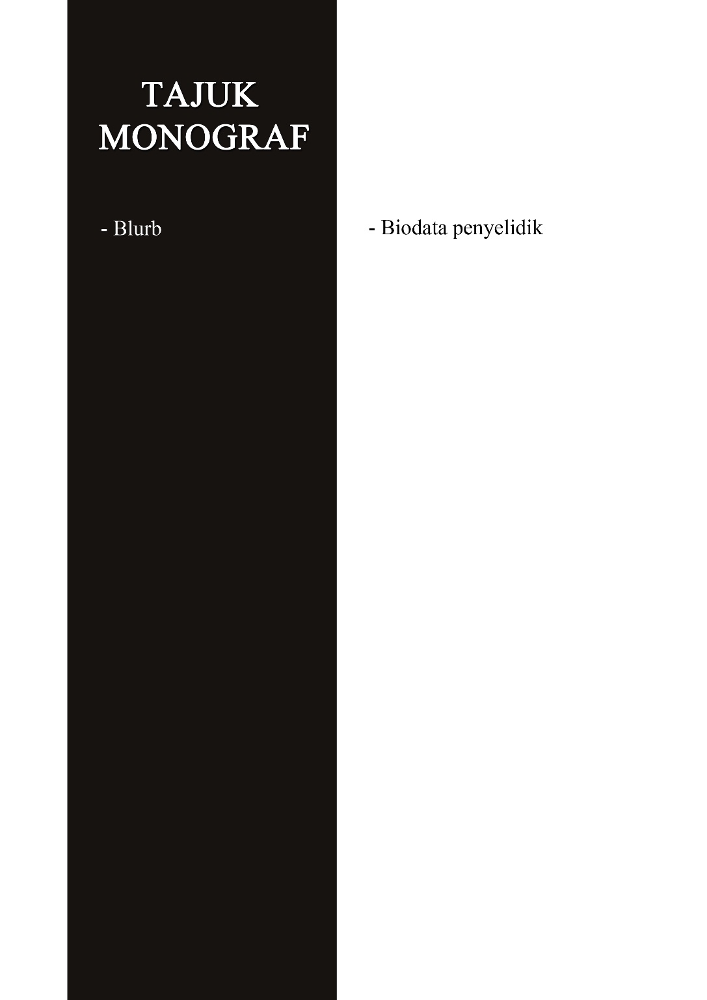 TAJUK
MONOGRAF
- Blurb
- Biodata penyelidik